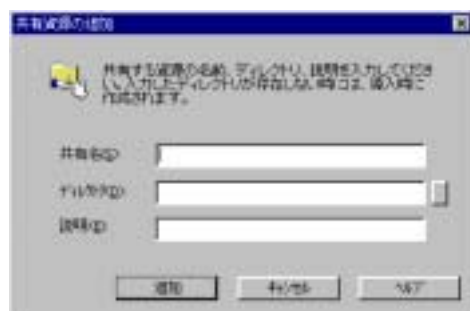 共有資源の追加
共有する資源の名前、ディレクトリ、説明を入力してくださ
い。入力したディレクトリが存在しない時には、導入時に
作成されます。
共有名(S):
ディレクトリ(D):
説明(E):
追加
キャンセル
ヘルプ